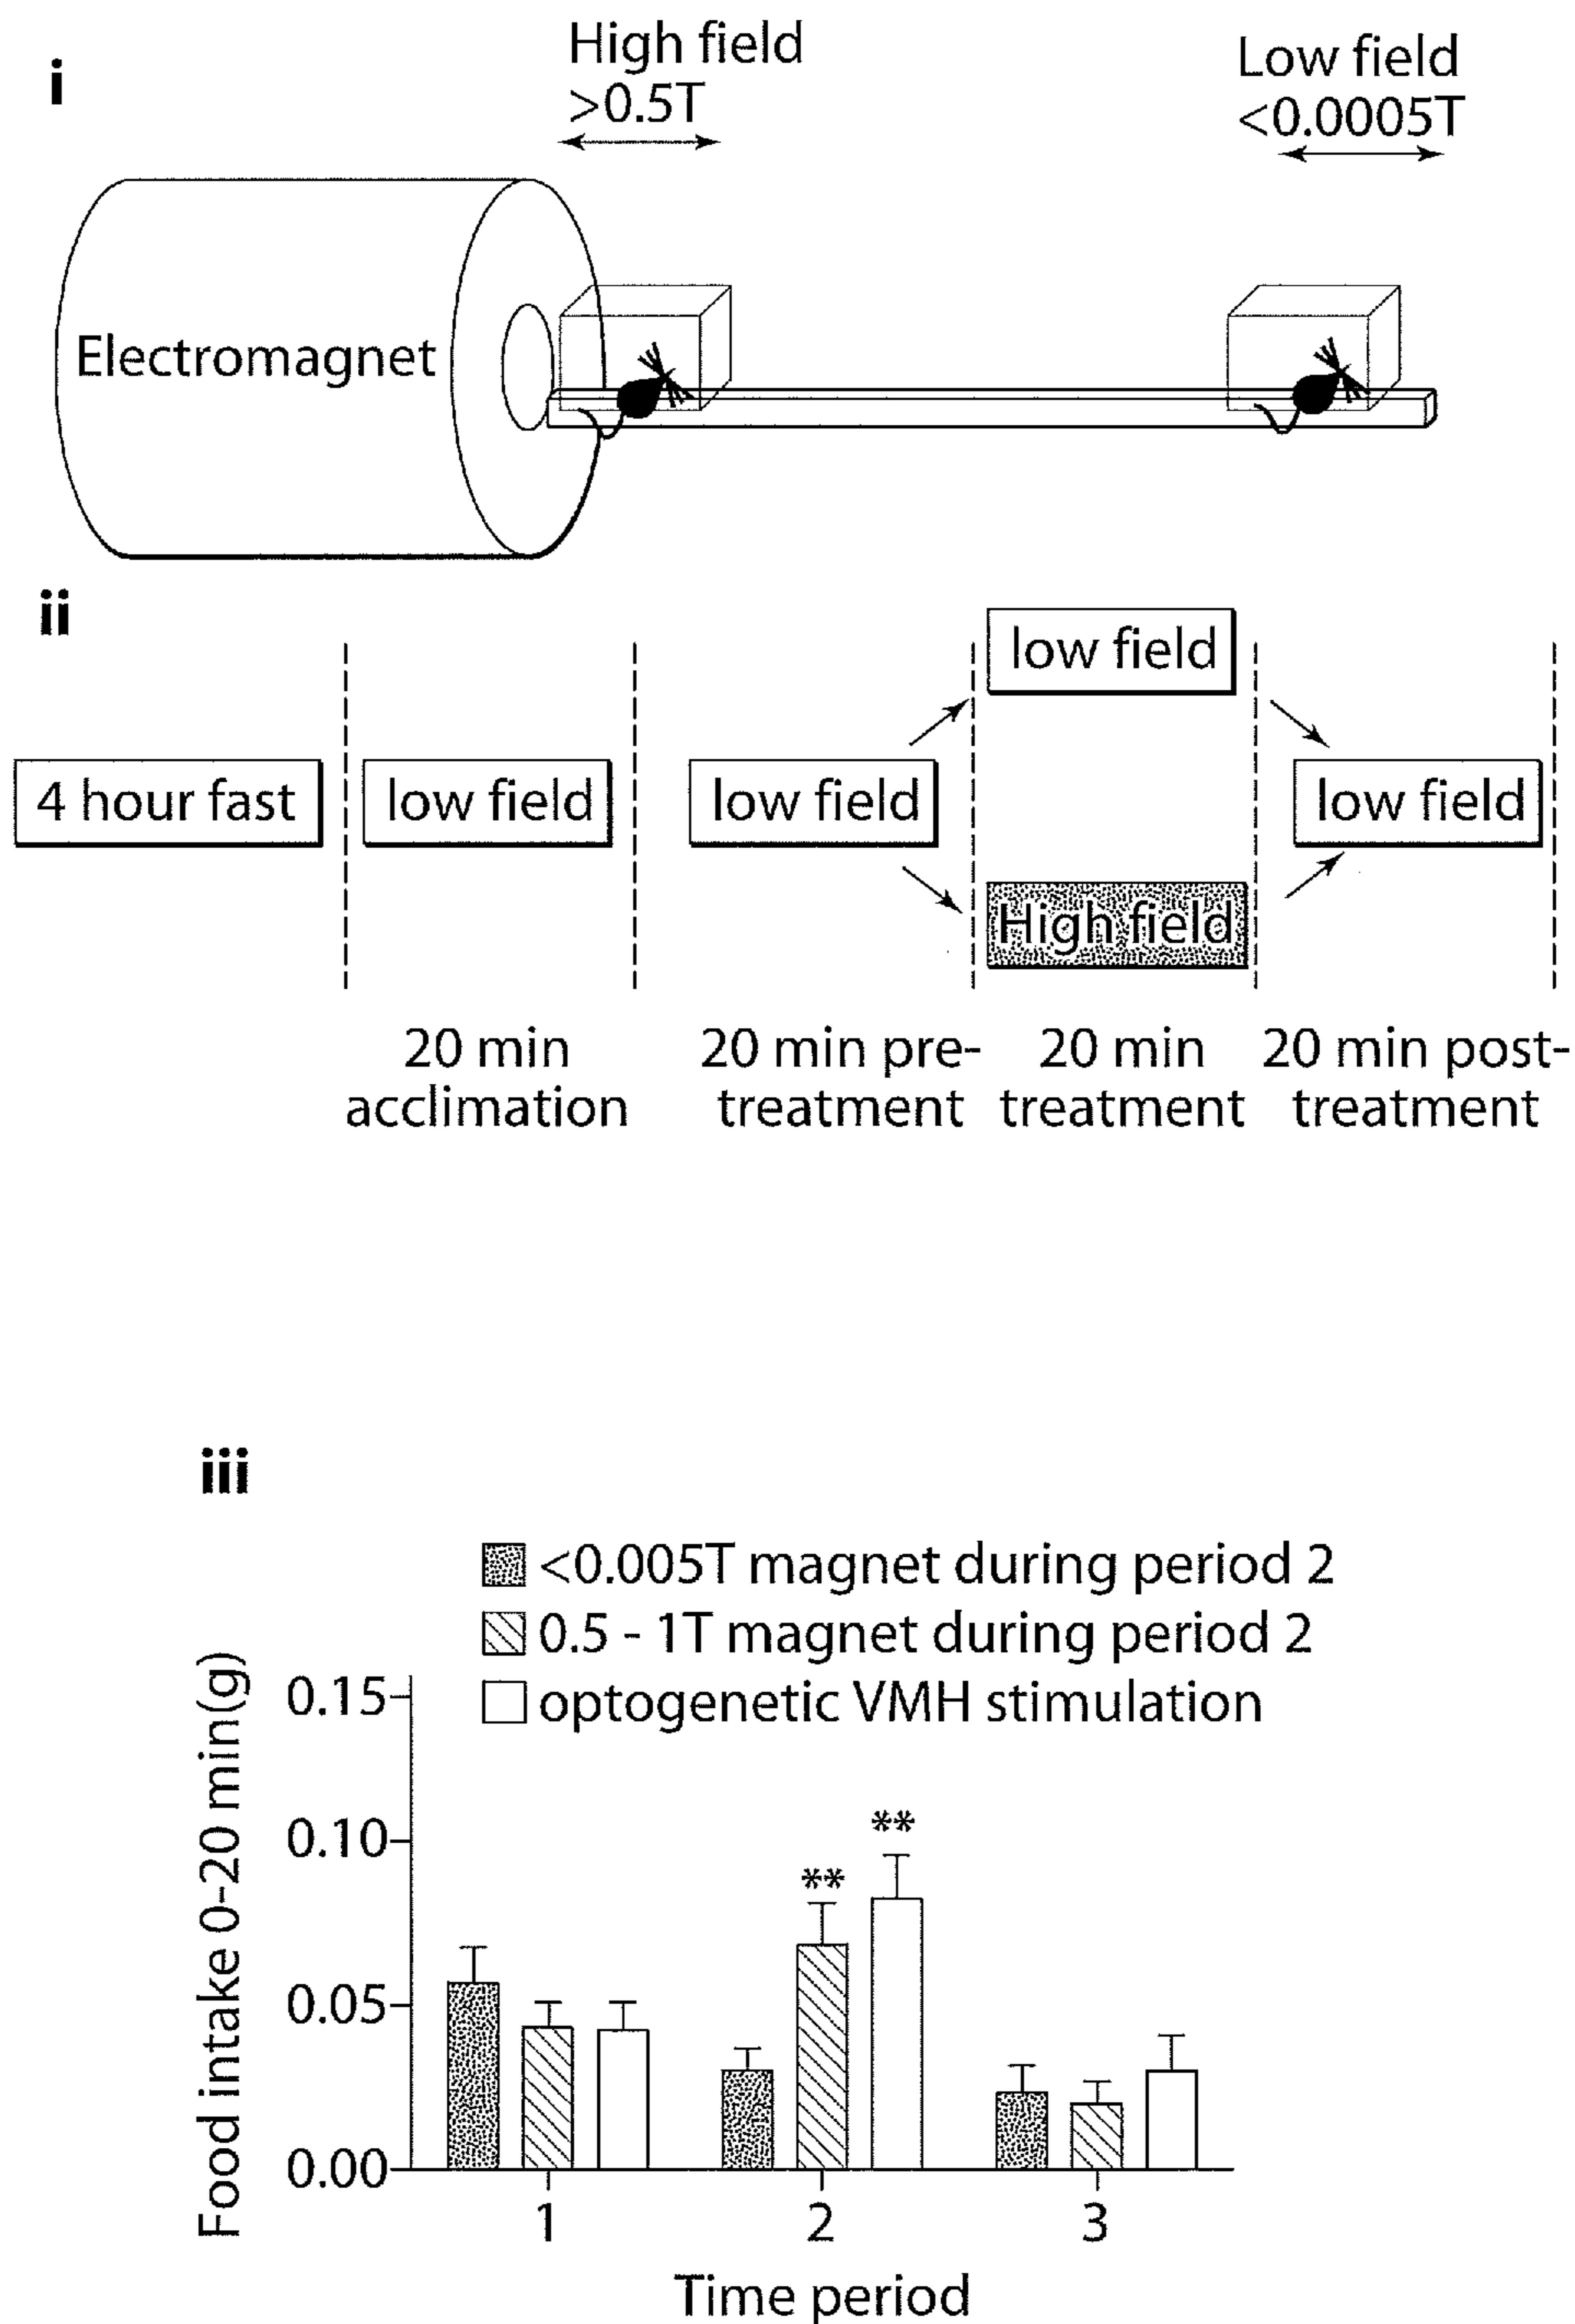 i
High field
>0.5T
Low field
<0.0005T
Electromagnet
ii
low field
4 hour fast
low field
low field
low field
High field
20 min
acclimation
20 min pre-
treatment
20 min
treatment
20 min post-
treatment
iii
<0.005T magnet during period 2
0.5 - 1T magnet during period 2
optogenetic VMH stimulation
Food intake 0-20 min(g)
0.15
0.10
0.05
0.00
**
**
1
2
3
Time period